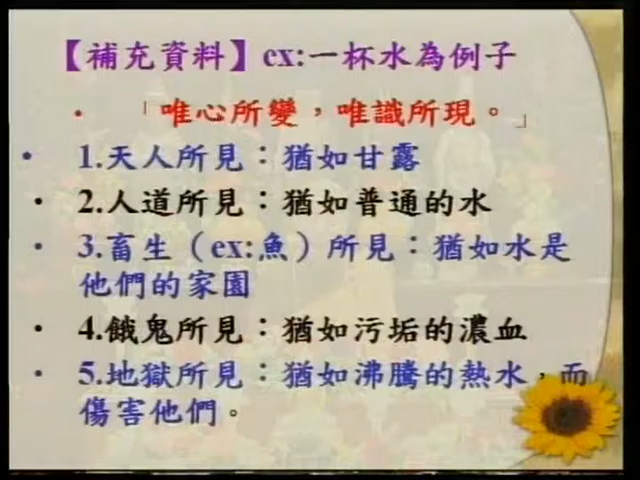 【補充資料】ex:一杯水為例子
• 「唯心所變，唯識所現。」
• 1.天人所見：猶如甘露
• 2.人道所見：猶如普通的水
• 3.畜生（ex:魚）所見：猶如水是
他們的家園
• 4.餓鬼所見：猶如污垢的濃血
• 5.地獄所見：猶如沸騰的熱水，而
傷害他們。